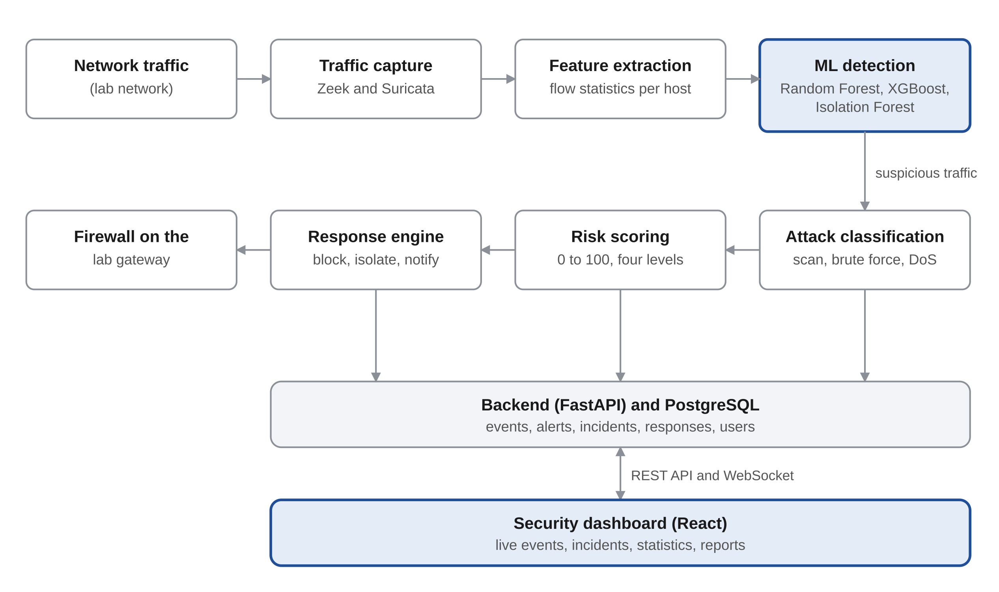 Network traffic
(lab network)
Traffic capture
Zeek and Suricata
Feature extraction
flow statistics per host
ML detection
Random Forest, XGBoost,
Isolation Forest
suspicious traffic
Firewall on the
lab gateway
Response engine
block, isolate, notify
Risk scoring
0 to 100, four levels
Attack classification
scan, brute force, DoS
Backend (FastAPI) and PostgreSQL
events, alerts, incidents, responses, users
REST API and WebSocket
Security dashboard (React)
live events, incidents, statistics, reports